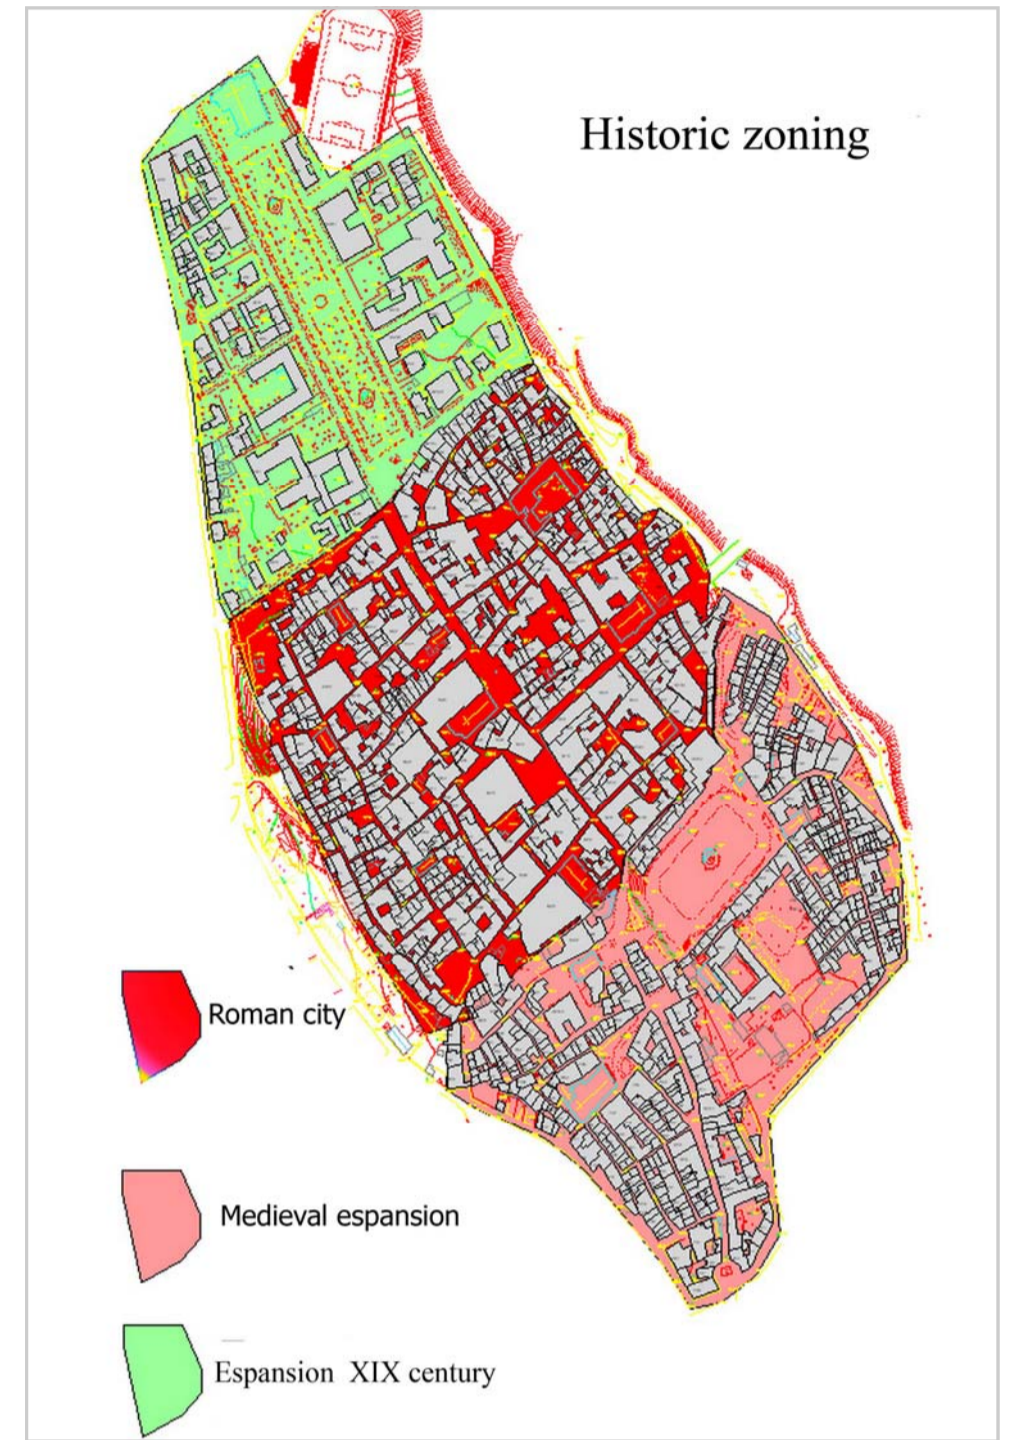 Historic zoning
Roman city
Medieval espansion
Espansion XIX century